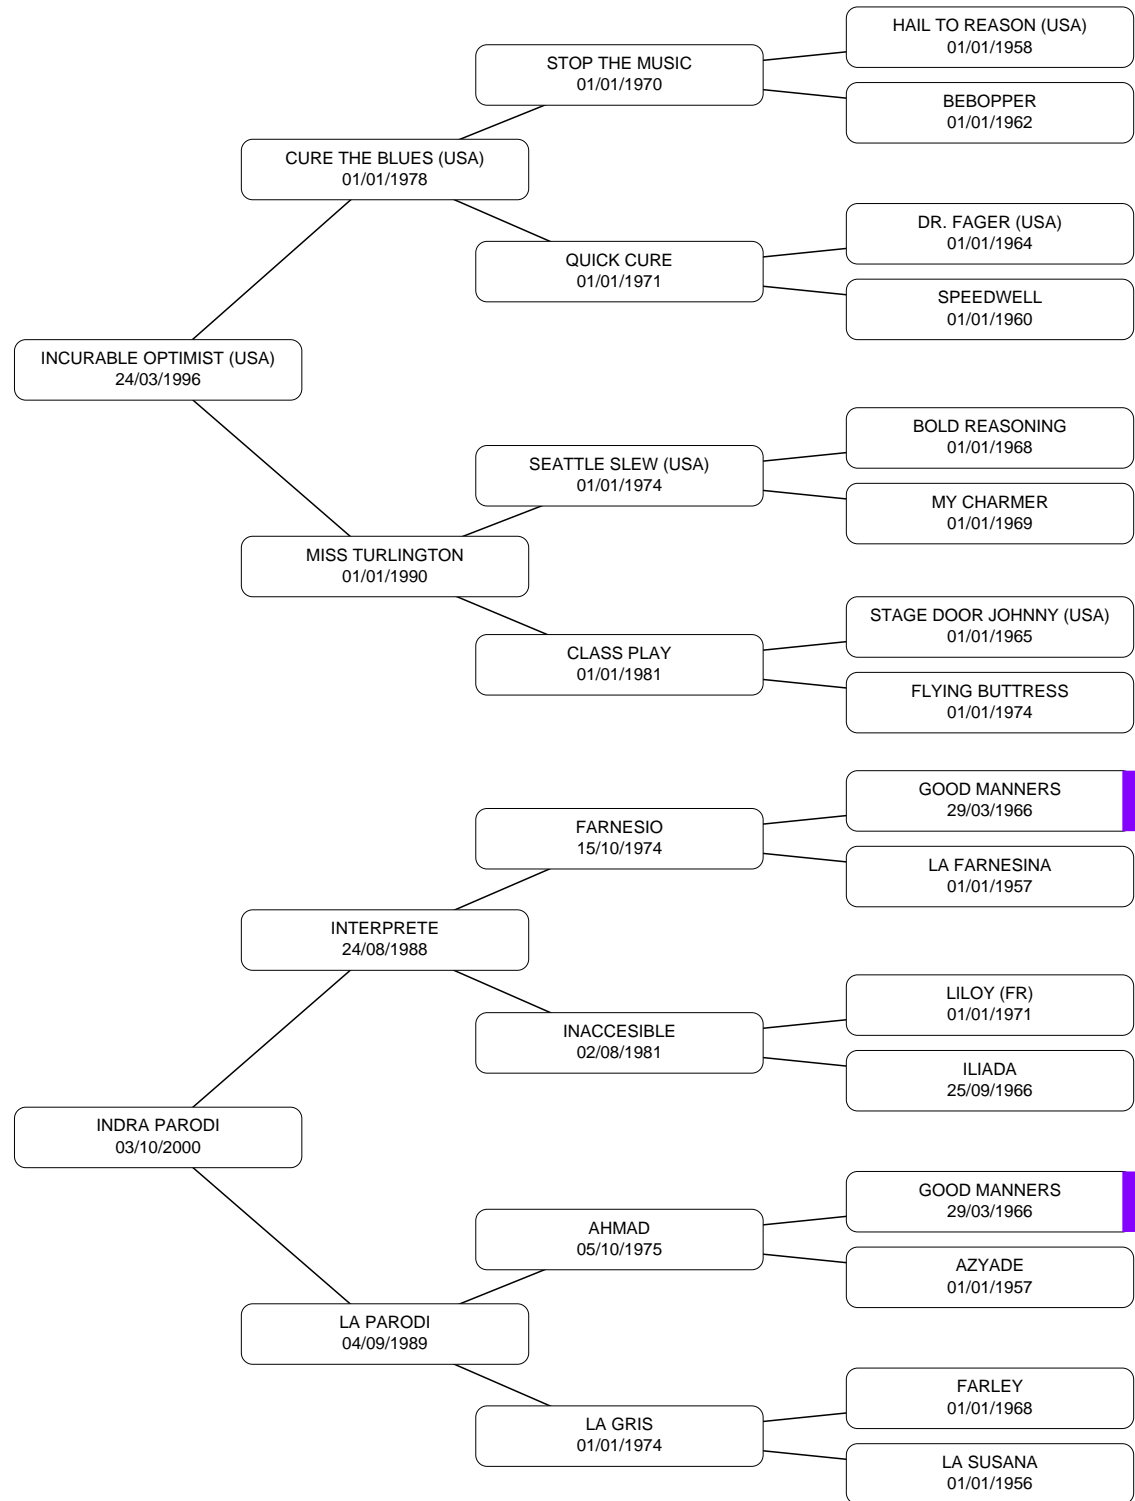 HAIL TO REASON (USA)
01/01/1958
STOP THE MUSIC
01/01/1970
BEBOPPER
01/01/1962
CURE THE BLUES (USA)
01/01/1978
DR. FAGER (USA)
01/01/1964
QUICK CURE
01/01/1971
SPEEDWELL
01/01/1960
INCURABLE OPTIMIST (USA)
24/03/1996
BOLD REASONING
01/01/1968
SEATTLE SLEW (USA)
01/01/1974
MY CHARMER
01/01/1969
MISS TURLINGTON
01/01/1990
STAGE DOOR JOHNNY (USA)
01/01/1965
CLASS PLAY
01/01/1981
FLYING BUTTRESS
01/01/1974
GOOD MANNERS
29/03/1966
FARNESIO
15/10/1974
LA FARNESINA
01/01/1957
INTERPRETE
24/08/1988
LILOY (FR)
01/01/1971
INACCESIBLE
02/08/1981
ILIADA
25/09/1966
INDRA PARODI
03/10/2000
GOOD MANNERS
29/03/1966
AHMAD
05/10/1975
AZYADE
01/01/1957
LA PARODI
04/09/1989
FARLEY
01/01/1968
LA GRIS
01/01/1974
LA SUSANA
01/01/1956